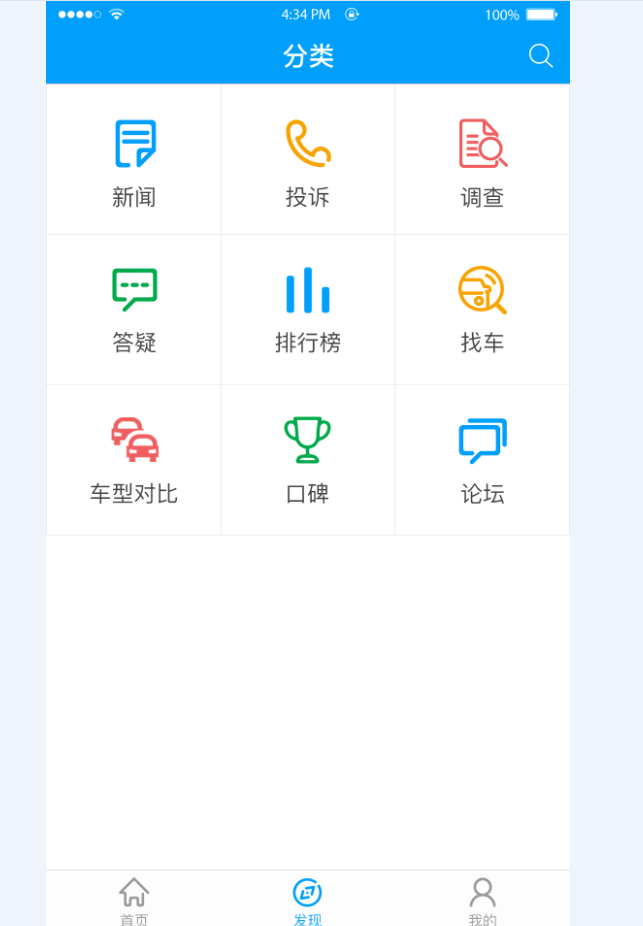 4:34 PM 100%
分类
新闻 投诉 调查
答疑 排行榜 找车
车型对比 口碑 论坛
首页 发现 我的